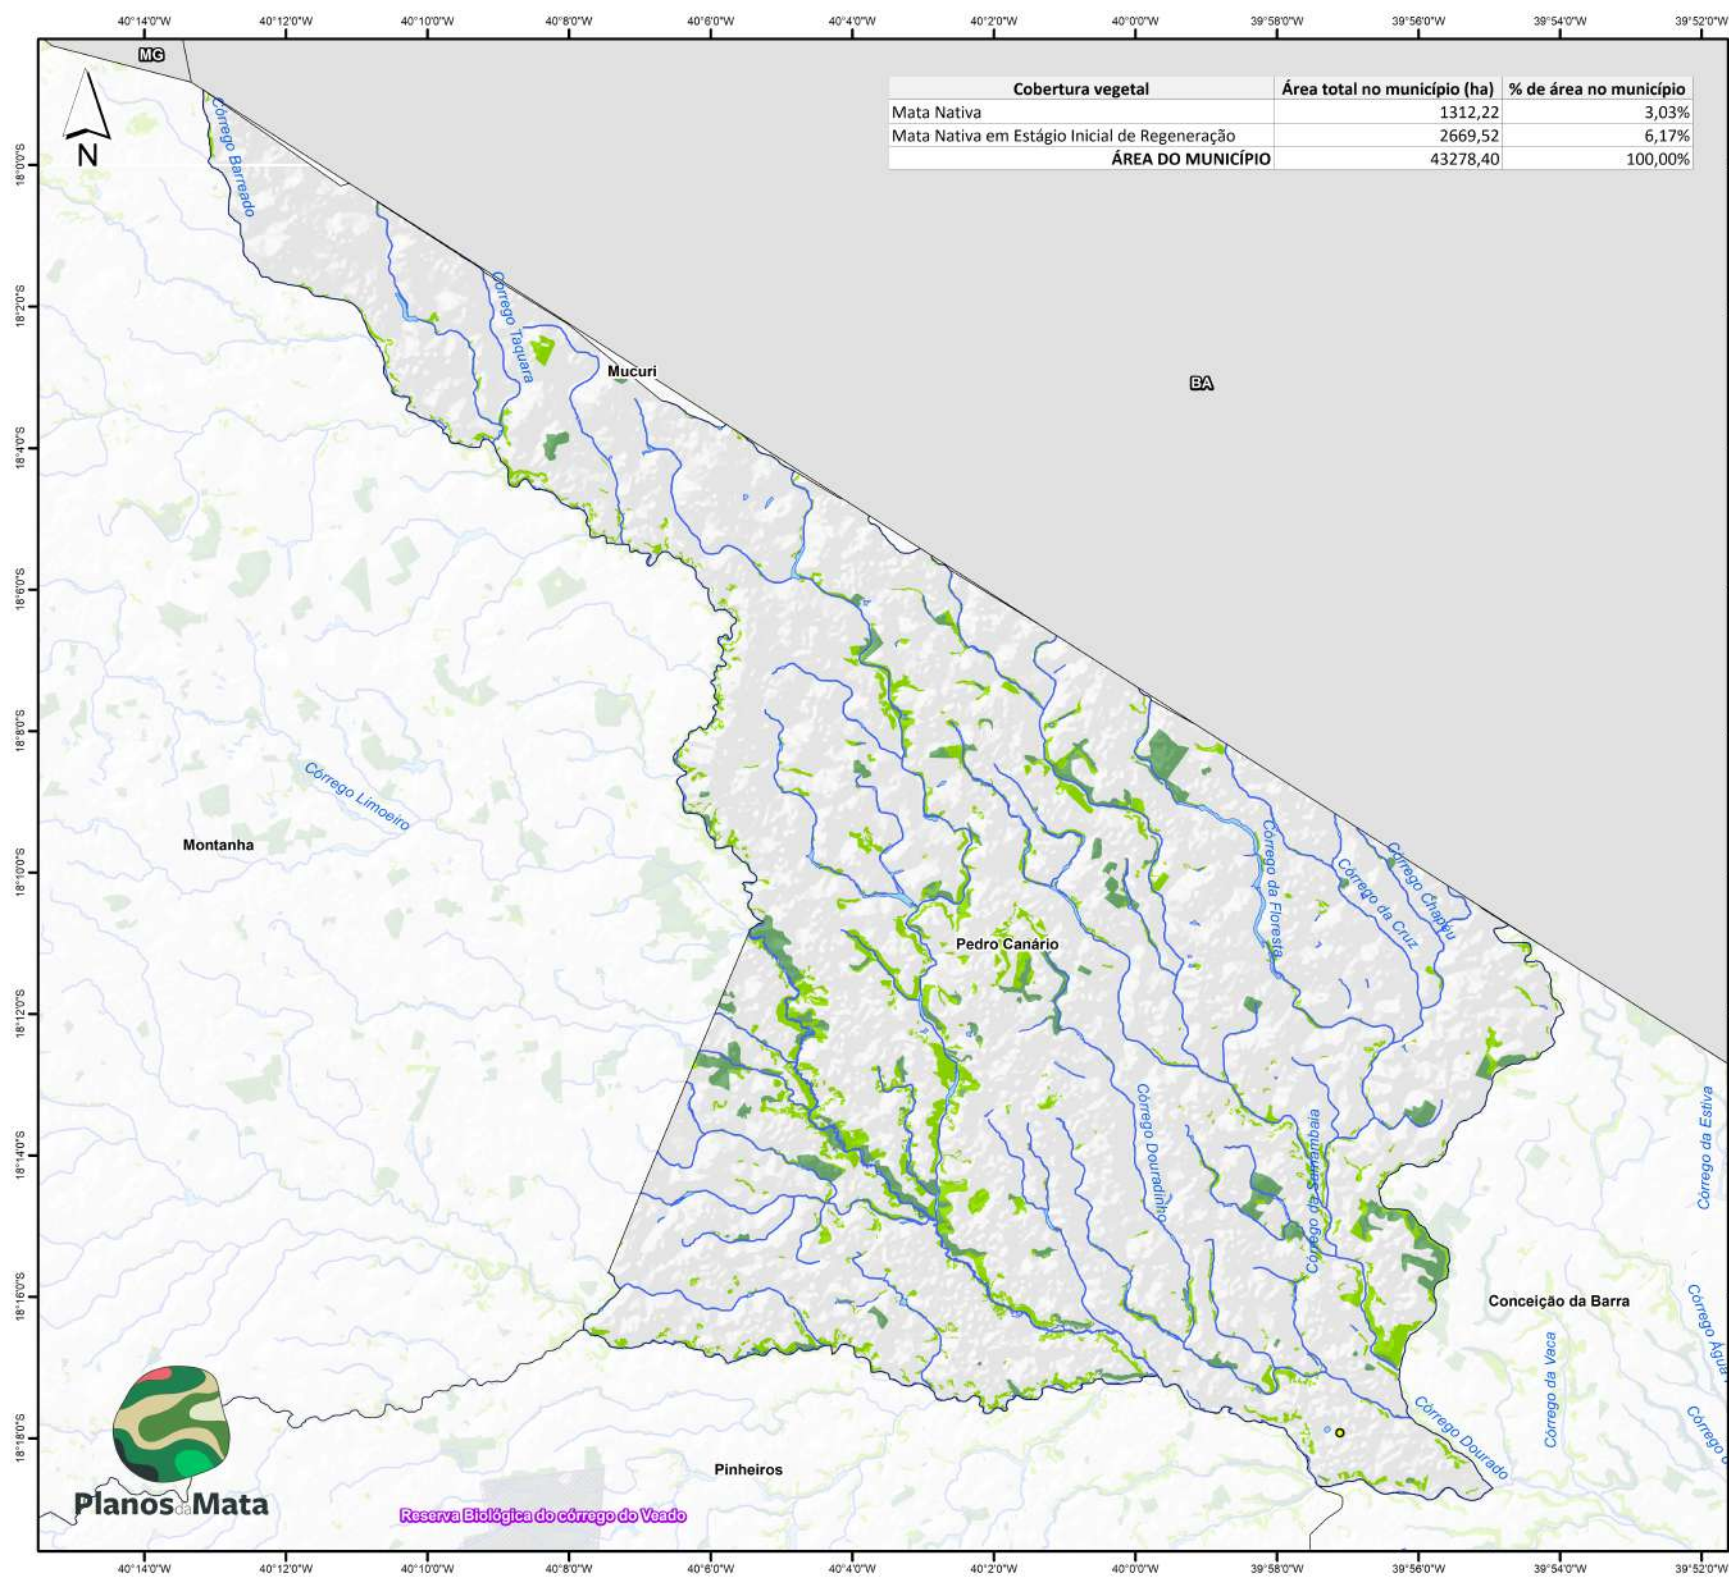 40°14'0"W 40°12'0"W 40°10'0"W 40°8'0"W 40°6'0"W 40°4'0"W 40°2'0"W 40°0'0"W 39°58'0"W 39°56'0"W 39°54'0"W 39°52'0"W
MG
Cobertura vegetal Área total no município (ha) % de área no município
Mata Nativa 1312,22 3,03%
Mata Nativa em Estágio Inicial de Regeneração 2669,52 6,17%
ÁREA DO MUNICÍPIO 43278,40 100,00%
N
18°0'0"S
Córrego Barreado
18°2'0"S
Córrego Taquara
Mucuri
BA
18°4'0"S
18°6'0"S
18°8'0"S
Córrego Limoeiro
Montanha
18°10'0"S
Córrego da Floresta
Córrego da Cruz
Córrego Chapéu
Pedro Canário
18°12'0"S
Córrego Douradinho
Córrego da Samambaia
Córrego da Estiva
18°14'0"S
18°16'0"S
Conceição da Barra
Córrego da Vaca
Córrego Água
Córrego
18°18'0"S
Córrego Dourado
Pinheiros
Planos da Mata
Reserva Biológica do córrego do Veado
40°14'0"W 40°12'0"W 40°10'0"W 40°8'0"W 40°6'0"W 40°4'0"W 40°2'0"W 40°0'0"W 39°58'0"W 39°56'0"W 39°54'0"W 39°52'0"W